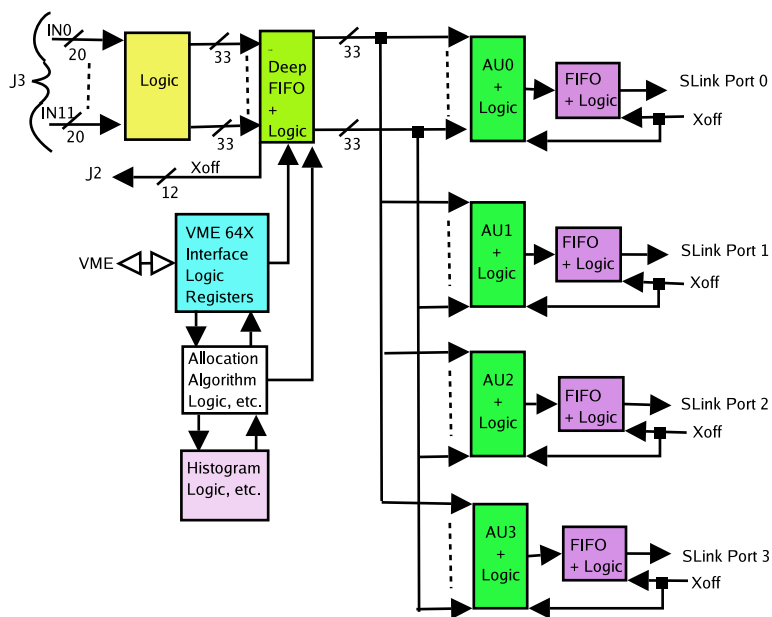 IN0
20
J3
IN11
20
Logic
33
33
Deep
FIFO
+
Logic
33
33
J2
Xoff
12
VME
VME 64X
Interface
Logic
Registers
Allocation
Algorithm
Logic, etc.
Histogram
Logic, etc.
AU0
+
Logic
FIFO
+ Logic
SLink Port 0
Xoff
AU1
+
Logic
FIFO
+ Logic
SLink Port 1
Xoff
AU2
+
Logic
FIFO
+ Logic
SLink Port 2
Xoff
AU3
+
Logic
FIFO
+ Logic
SLink Port 3
Xoff